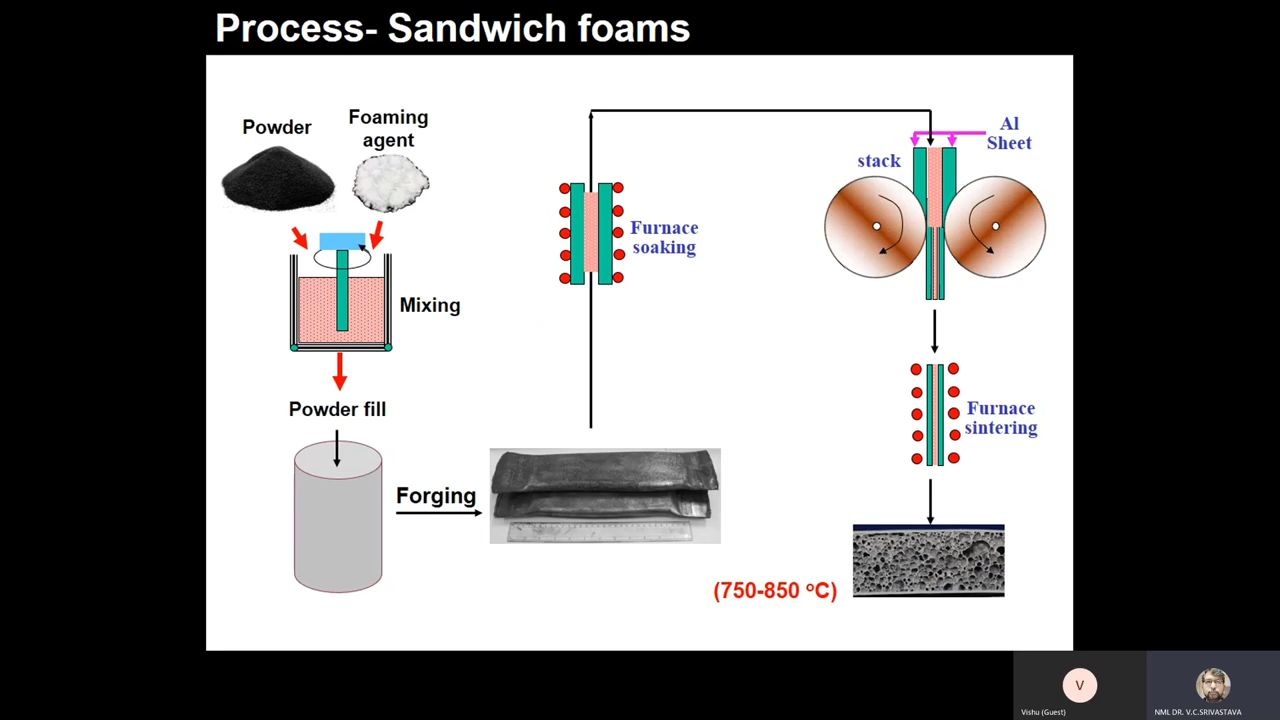 Process- Sandwich foams
Powder
Foaming
agent
Mixing
Powder fill
Forging
Furnace
soaking
stack
Al
Sheet
Furnace
sintering
(750-850 °C)
V
Vishu (Guest)
NML DR. V.C.SRIVASTAVA